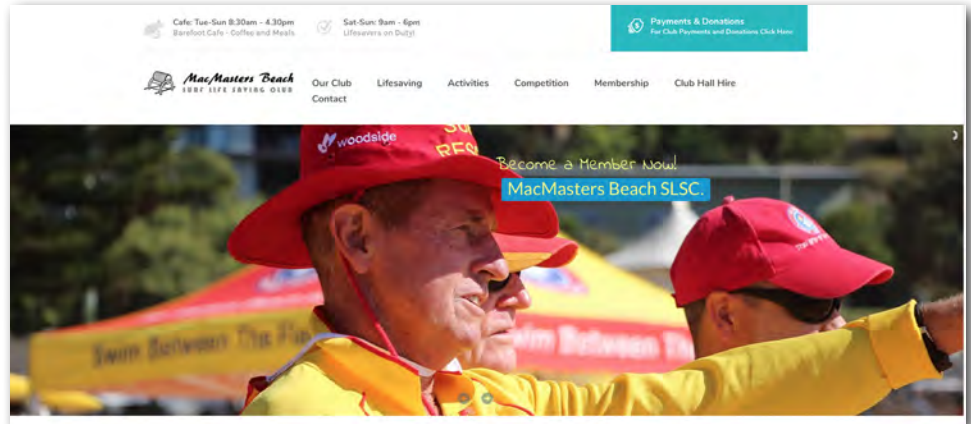 Cafe: Tue-Sun 8:30am - 4.30pm
Barefoot Cafe - Coffee and Meals
Sat-Sun: 9am - 6pm
Lifesavers on Duty!
Payments & Donations
For Club Payments and Donations Click Here
MacMasters Beach
SURF LIFE SAVING CLUB
Our Club
Lifesaving
Activities
Competition
Membership
Club Hall Hire
Contact
woodside
Become a Member Now!
MacMasters Beach SLSC.
Swim Between The
Swim Between